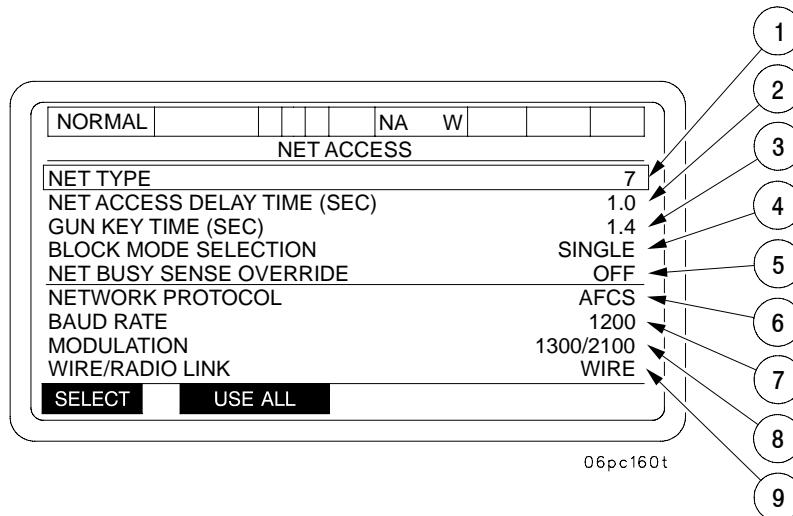 NORMAL NA W
NET ACCESS
NET TYPE 7
NET ACCESS DELAY TIME (SEC) 1.0
GUN KEY TIME (SEC) 1.4
BLOCK MODE SELECTION SINGLE
NET BUSY SENSE OVERRIDE OFF
NETWORK PROTOCOL AFCS
BAUD RATE 1200
MODULATION 1300/2100
WIRE/RADIO LINK WIRE
SELECT USE ALL
06pc160t
1
2
3
4
5
6
7
8
9